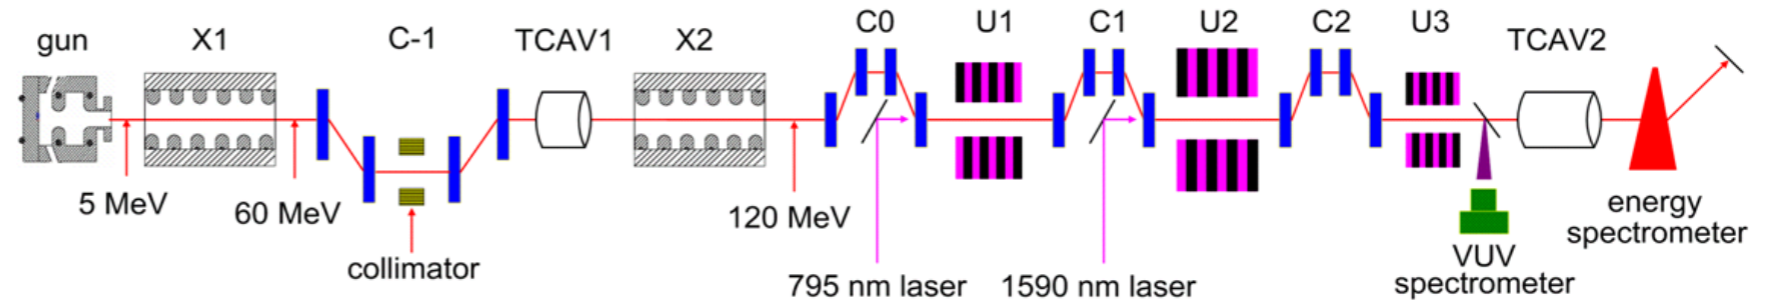 gun
X1
C-1
TCAV1
X2
C0
U1
C1
U2
C2
U3
TCAV2
5 MeV
60 MeV
collimator
120 MeV
795 nm laser
1590 nm laser
VUV
spectrometer
energy
spectrometer